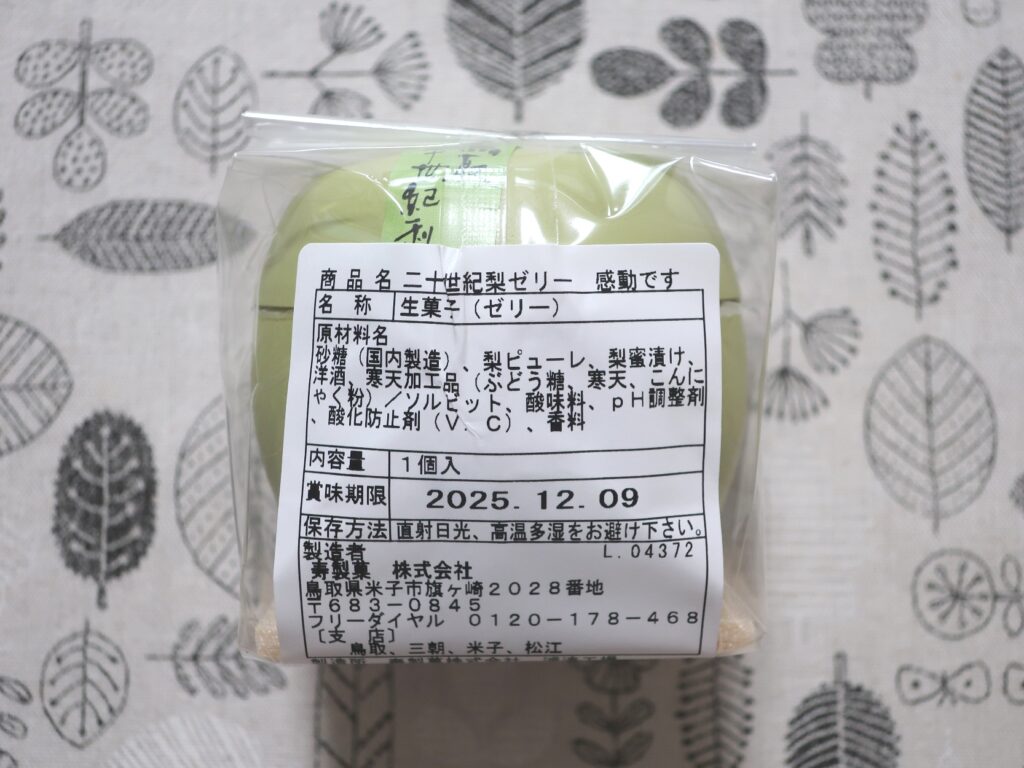 二十世紀梨
商品名 二十世紀梨ゼリー 感動です
名称 生菓子(ゼリー)
原材料名
砂糖(国内製造)、梨ピューレ、梨蜜漬け、
洋酒、寒天加工品(ぶどう糖、寒天、こんに
ゃく粉)/ソルビット、酸味料、pH調整剤
、酸化防止剤(V.C)、香料
内容量 1個入
賞味期限 2025.12.09
保存方法 直射日光、高温多湿をお避け下さい。
製造者 L.04372
寿製菓 株式会社
鳥取県米子市旗ヶ崎2028番地
〒683-0845
フリーダイヤル 0120-178-468
[支 店]
鳥取、三朝、米子、松江